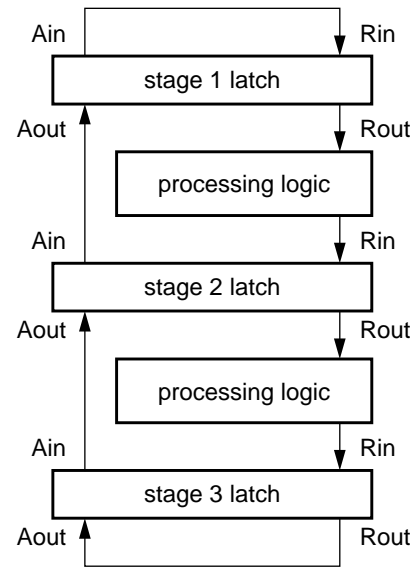 Ain Rin
stage 1 latch
Aout Rout
processing logic
Ain Rin
stage 2 latch
Aout Rout
processing logic
Ain Rin
stage 3 latch
Aout Rout